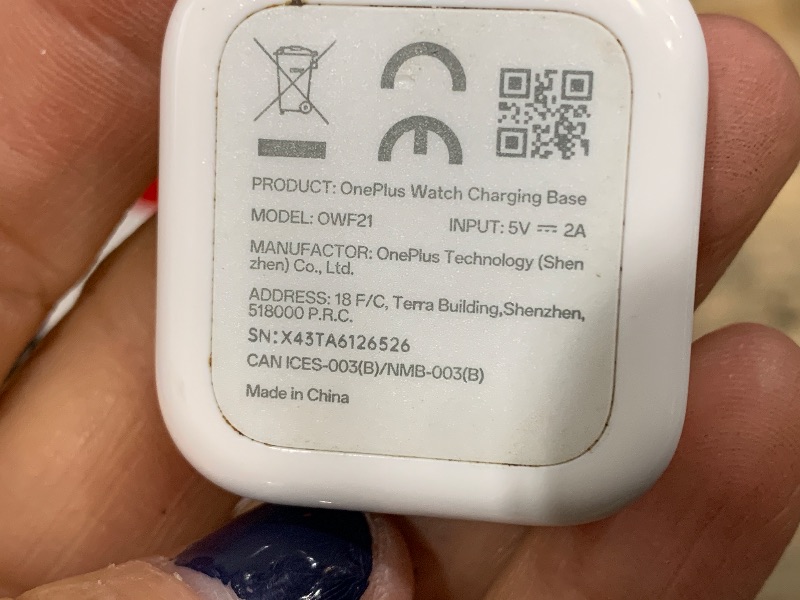 CE
PRODUCT: OnePlus Watch Charging Base
MODEL: OWF21 INPUT: 5V ⎓ 2A
MANUFACTOR: OnePlus Technology (Shen
zhen) Co., Ltd.
ADDRESS: 18 F/C, Terra Building,Shenzhen,
518000 P.R.C.
SN:X43TA6126526
CAN ICES-003(B)/NMB-003(B)
Made in China